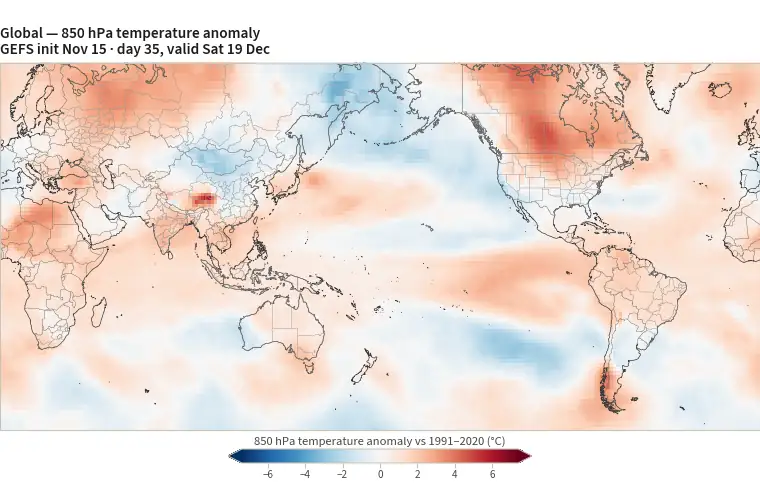 Global — 850 hPa temperature anomaly
GEFS init Nov 15 · day 35, valid Sat 19 Dec
850 hPa temperature anomaly vs 1991–2020 (°C)
−6 −4 −2 0 2 4 6